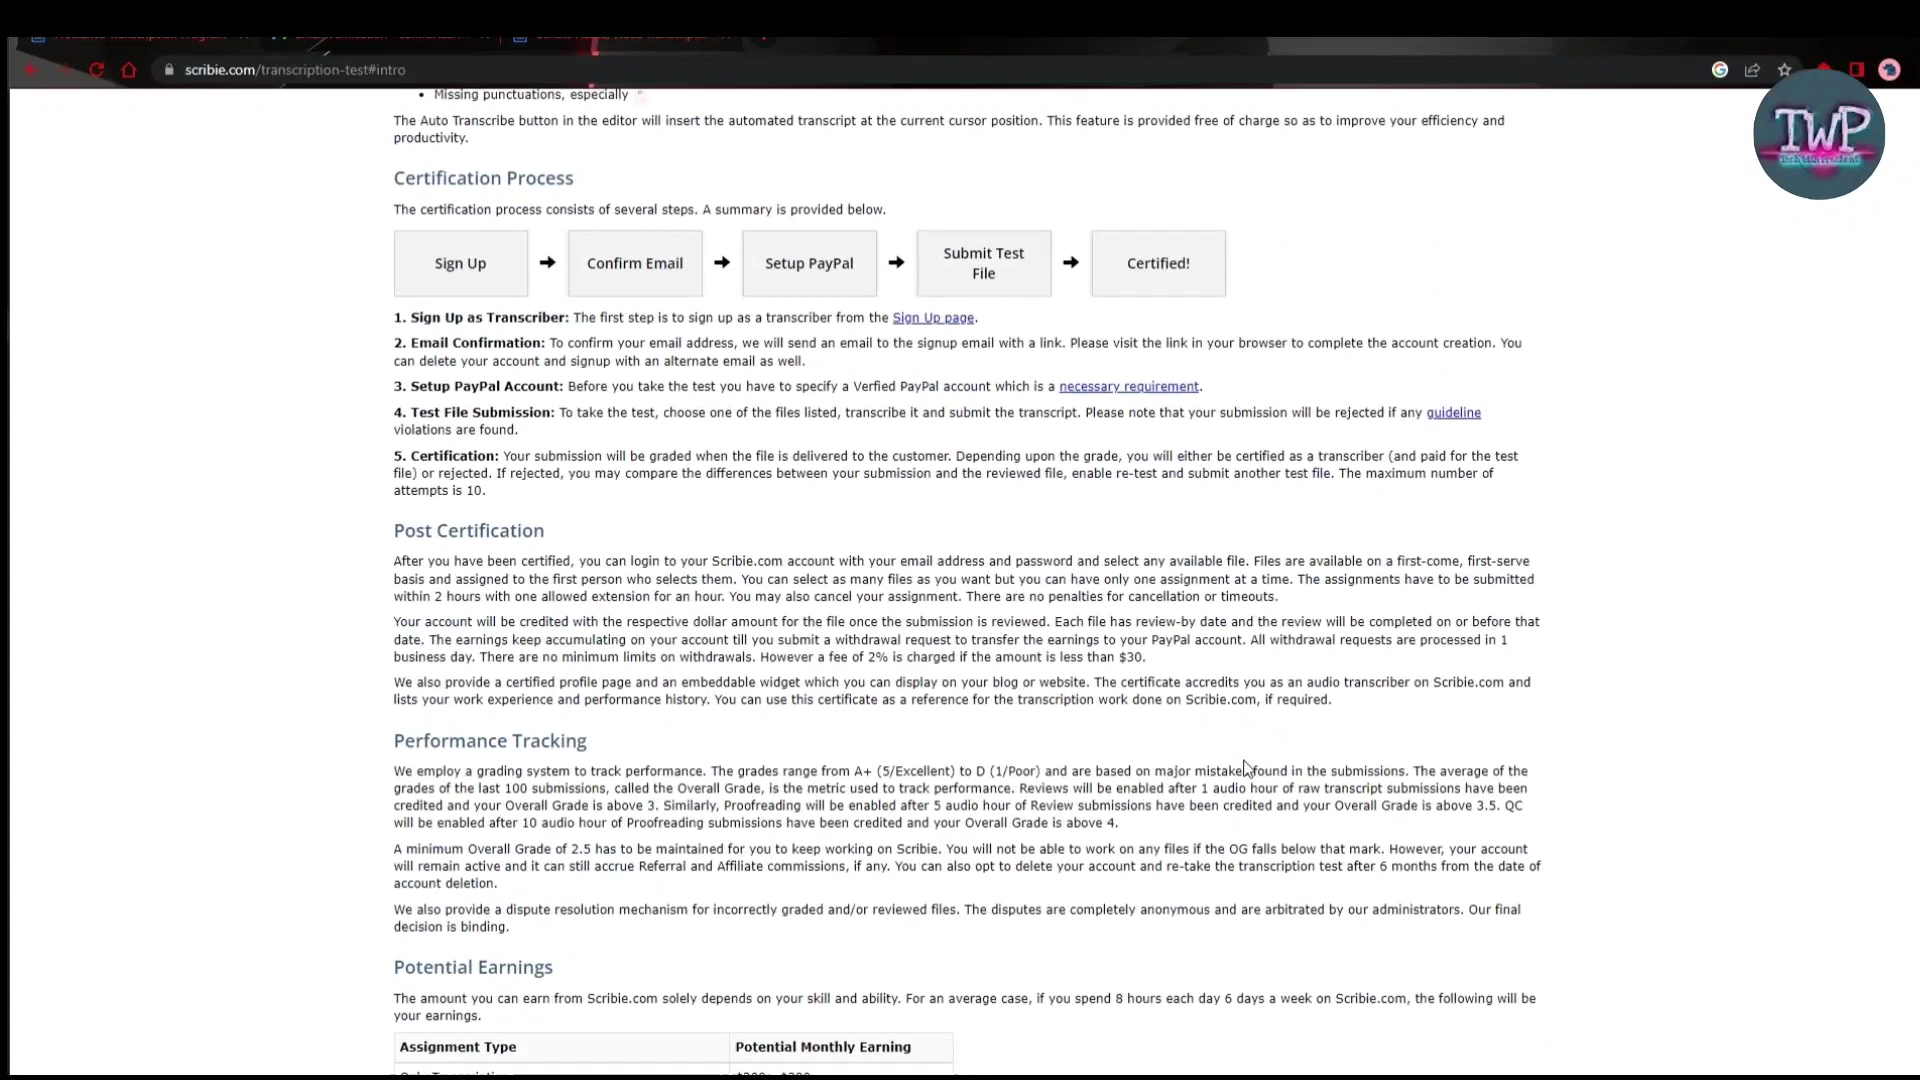 scribie.com/transcription-test#intro
TWP
• Missing punctuations, especially
The Auto Transcribe button in the editor will insert the automated transcript at the current cursor position. This feature is provided free of charge so as to improve your efficiency and
productivity.
Certification Process
The certification process consists of several steps. A summary is provided below.
Sign Up → Confirm Email → Setup PayPal → Submit Test File → Certified!
1. Sign Up as Transcriber: The first step is to sign up as a transcriber from the Sign Up page.
2. Email Confirmation: To confirm your email address, we will send an email to the signup email with a link. Please visit the link in your browser to complete the account creation. You
can delete your account and signup with an alternate email as well.
3. Setup PayPal Account: Before you take the test you have to specify a Verfied PayPal account which is a necessary requirement.
4. Test File Submission: To take the test, choose one of the files listed, transcribe it and submit the transcript. Please note that your submission will be rejected if any guideline
violations are found.
5. Certification: Your submission will be graded when the file is delivered to the customer. Depending upon the grade, you will either be certified as a transcriber (and paid for the test
file) or rejected. If rejected, you may compare the differences between your submission and the reviewed file, enable re-test and submit another test file. The maximum number of
attempts is 10.
Post Certification
After you have been certified, you can login to your Scribie.com account with your email address and password and select any available file. Files are available on a first-come, first-serve
basis and assigned to the first person who selects them. You can select as many files as you want but you can have only one assignment at a time. The assignments have to be submitted
within 2 hours with one allowed extension for an hour. You may also cancel your assignment. There are no penalties for cancellation or timeouts.
Your account will be credited with the respective dollar amount for the file once the submission is reviewed. Each file has review-by date and the review will be completed on or before that
date. The earnings keep accumulating on your account till you submit a withdrawal request to transfer the earnings to your PayPal account. All withdrawal requests are processed in 1
business day. There are no minimum limits on withdrawals. However a fee of 2% is charged if the amount is less than $30.
We also provide a certified profile page and an embeddable widget which you can display on your blog or website. The certificate accredits you as an audio transcriber on Scribie.com and
lists your work experience and performance history. You can use this certificate as a reference for the transcription work done on Scribie.com, if required.
Performance Tracking
We employ a grading system to track performance. The grades range from A+ (5/Excellent) to D (1/Poor) and are based on major mistakes found in the submissions. The average of the
grades of the last 100 submissions, called the Overall Grade, is the metric used to track performance. Reviews will be enabled after 1 audio hour of raw transcript submissions have been
credited and your Overall Grade is above 3. Similarly, Proofreading will be enabled after 5 audio hour of Review submissions have been credited and your Overall Grade is above 3.5. QC
will be enabled after 10 audio hour of Proofreading submissions have been credited and your Overall Grade is above 4.
A minimum Overall Grade of 2.5 has to be maintained for you to keep working on Scribie. You will not be able to work on any files if the OG falls below that mark. However, your account
will remain active and it can still accrue Referral and Affiliate commissions, if any. You can also opt to delete your account and re-take the transcription test after 6 months from the date of
account deletion.
We also provide a dispute resolution mechanism for incorrectly graded and/or reviewed files. The disputes are completely anonymous and are arbitrated by our administrators. Our final
decision is binding.
Potential Earnings
The amount you can earn from Scribie.com solely depends on your skill and ability. For an average case, if you spend 8 hours each day 6 days a week on Scribie.com, the following will be
your earnings.
Assignment Type Potential Monthly Earning